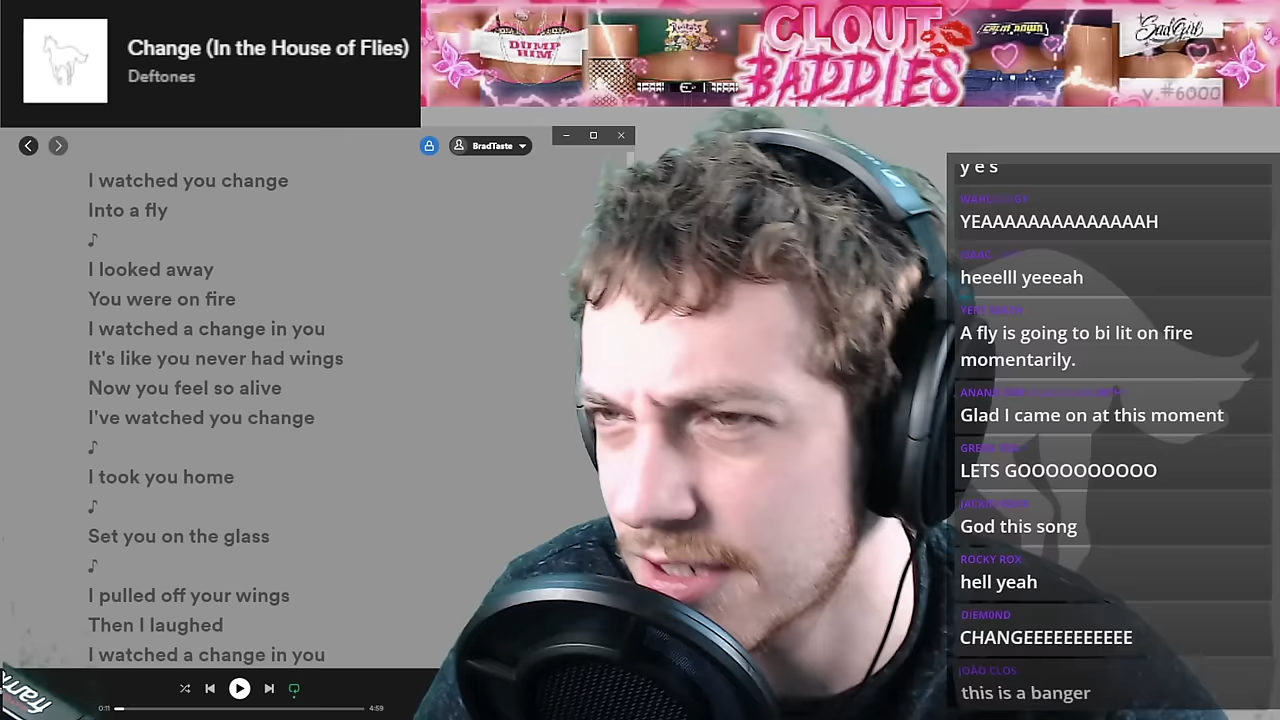 Change (In the House of Flies)
Deftones
DUMP
HIM
CALM DOWN
SadGirl
CLOUT
BADDIES
v.#6000
BradTaste
I watched you change
Into a fly
♪
I looked away
You were on fire
I watched a change in you
It's like you never had wings
Now you feel so alive
I've watched you change
♪
I took you home
♪
Set you on the glass
♪
I pulled off your wings
Then I laughed
I watched a change in you
0:11
4:59
y e s
YEAAAAAAAAAAAAAAH
ISAAC
heeelll yeeeah
A fly is going to bi lit on fire
momentarily.
Glad I came on at this moment
LETS GOOOOOOOOOO
God this song
ROCKY ROX
hell yeah
DIEM0ND
CHANGEEEEEEEEEEE
JOÃO CLOS
this is a banger